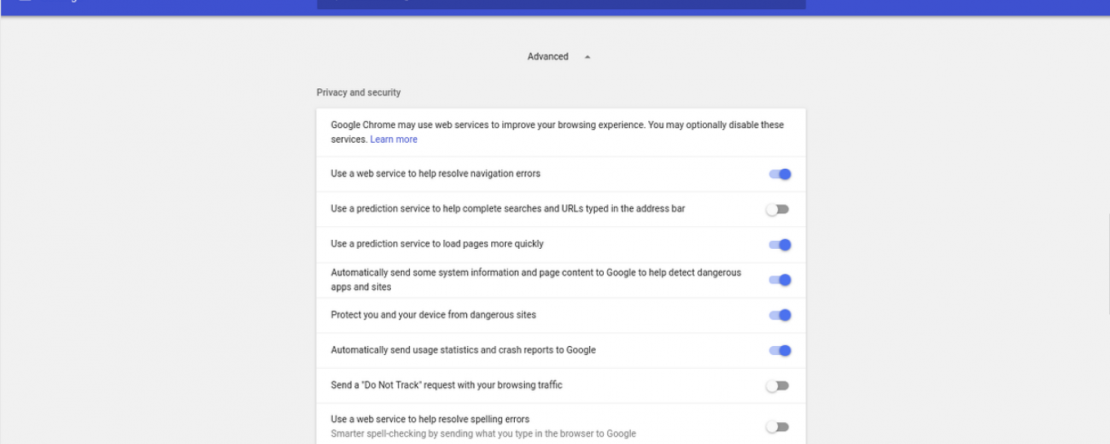 Advanced
Privacy and security
Google Chrome may use web services to improve your browsing experience. You may optionally disable these
services. Learn more
Use a web service to help resolve navigation errors
Use a prediction service to help complete searches and URLs typed in the address bar
Use a prediction service to load pages more quickly
Automatically send some system information and page content to Google to help detect dangerous
apps and sites
Protect you and your device from dangerous sites
Automatically send usage statistics and crash reports to Google
Send a "Do Not Track" request with your browsing traffic
Use a web service to help resolve spelling errors
Smarter spell-checking by sending what you type in the browser to Google